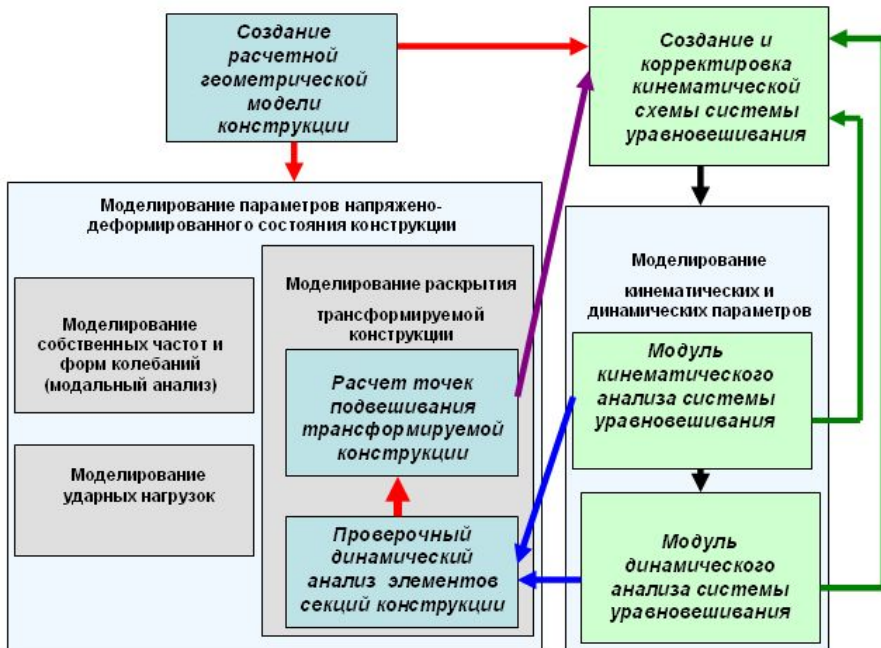 Создание
расчетной
геометрической
модели
конструкции
Создание и
корректировка
кинематической
схемы системы
уравновешивания
Моделирование параметров напряжено-
деформированного состояния конструкции
Моделирование
собственных частот и
форм колебаний
(модальный анализ)
Моделирование
ударных нагрузок
Моделирование раскрытия
трансформируемой
конструкции
Расчет точек
подвешивания
трансформируемой
конструкции
Проверочный
динамический
анализ элементов
секций конструкции
Моделирование
кинематических и
динамических параметров
Модуль
кинематического
анализа системы
уравновешивания
Модуль
динамического
анализа системы
уравновешивания